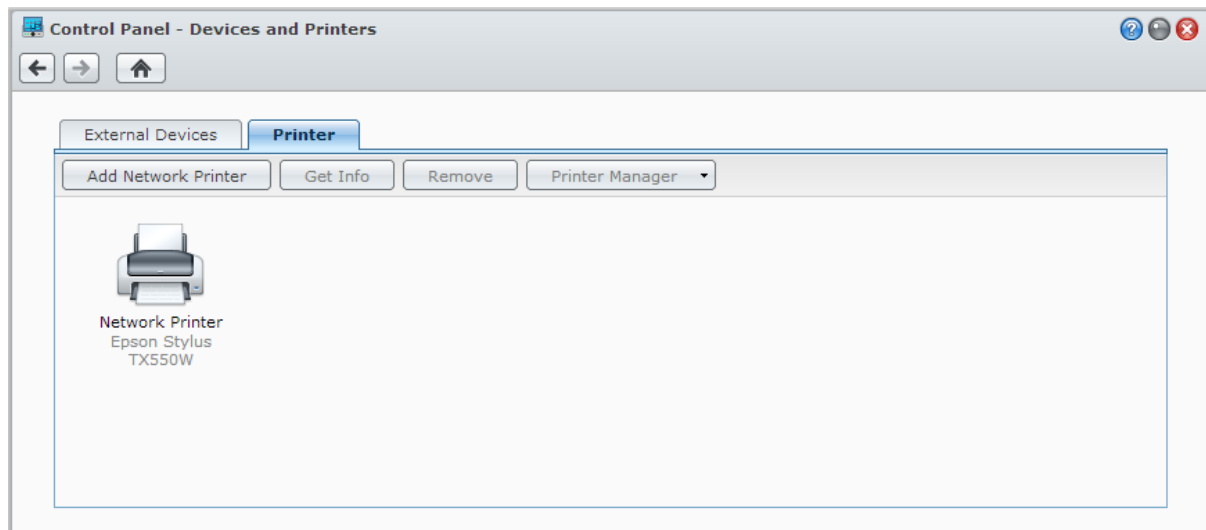 Control Panel - Devices and Printers
External Devices Printer
Add Network Printer Get Info Remove Printer Manager
Network Printer
Epson Stylus
TX550W